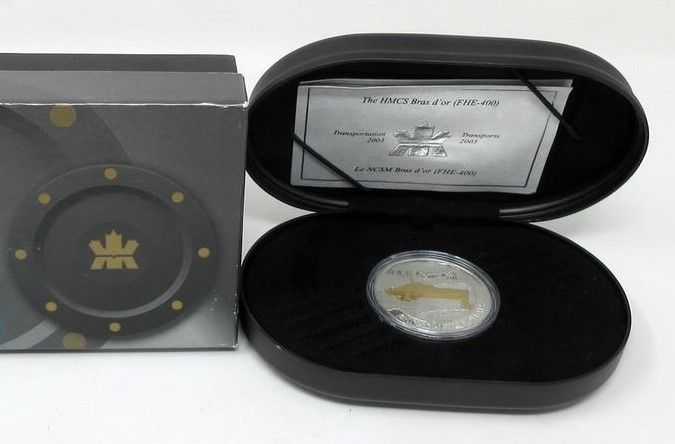 The HMCS Bras d'or (FHE-400)
Transportation Transports
2003 2003
Le NCSM Bras d'or (FHE-400)